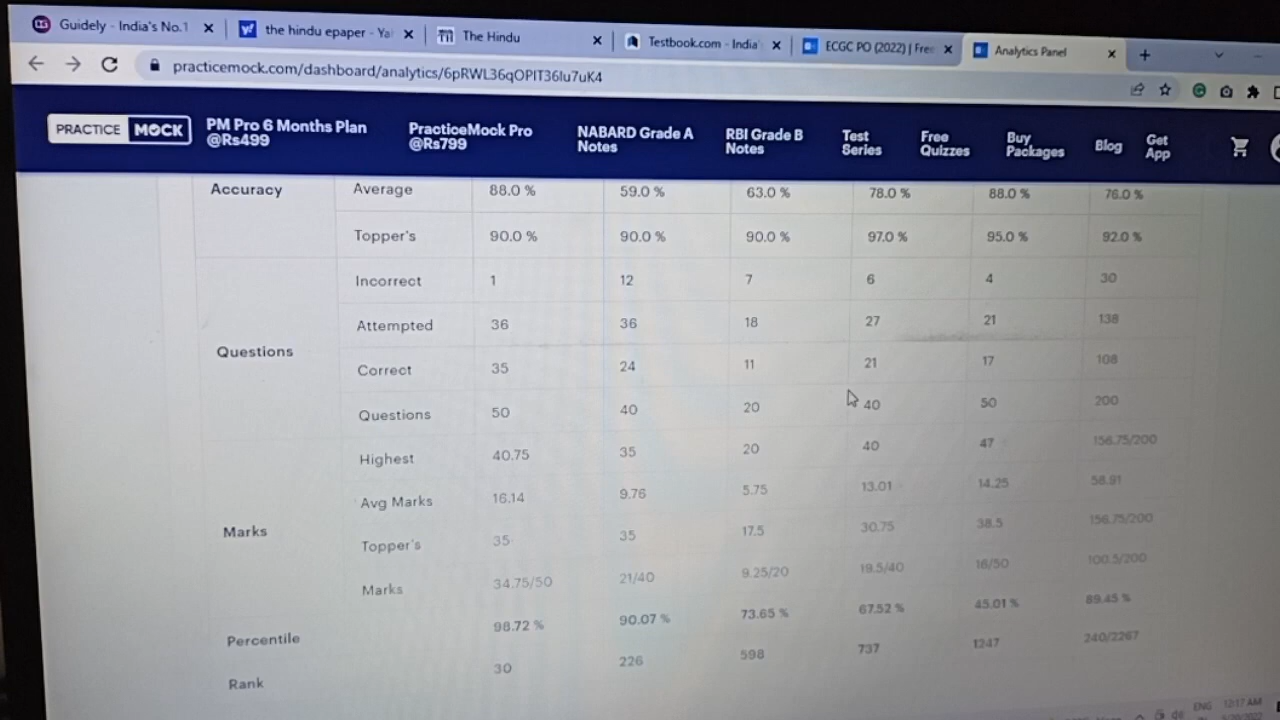 Guidely - India's No.1
the hindu epaper - Ya
The Hindu
Testbook.com - India
ECGC PO (2022) | Free
Analytics Panel
practicemock.com/dashboard/analytics/6pRWL36qOPIT36Iu7uK4
PRACTICE MOCK
PM Pro 6 Months Plan @Rs499
PracticeMock Pro @Rs799
NABARD Grade A Notes
RBI Grade B Notes
Test Series
Free Quizzes
Buy Packages
Blog
Get App
Accuracy Average 88.0 % 59.0 % 63.0 % 78.0 % 88.0 % 76.0 %
Topper's 90.0 % 90.0 % 90.0 % 97.0 % 95.0 % 92.0 %
Questions
Incorrect 1 12 7 6 4 30
Attempted 36 36 18 27 21 138
Correct 35 24 11 21 17 108
Questions 50 40 20 40 50 200
Marks
Highest 40.75 35 20 40 47 156.75/200
Avg Marks 16.14 9.76 5.75 13.01 14.25 58.91
Topper's 35 35 17.5 30.75 38.5 156.75/200
Marks 34.75/50 21/40 9.25/20 19.5/40 16/50 100.5/200
Percentile 98.72 % 90.07 % 73.65 % 67.52 % 45.01 % 89.45 %
Rank 30 226 598 737 1247 240/2267
ENG 12:17 AM